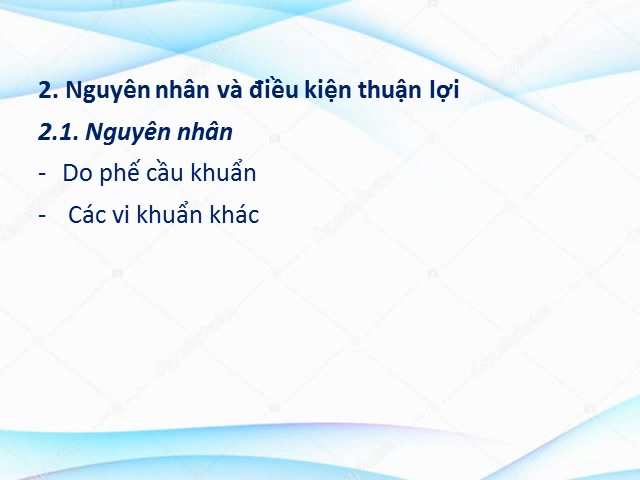 2. Nguyên nhân và điều kiện thuận lợi
2.1. Nguyên nhân
- Do phế cầu khuẩn
- Các vi khuẩn khác